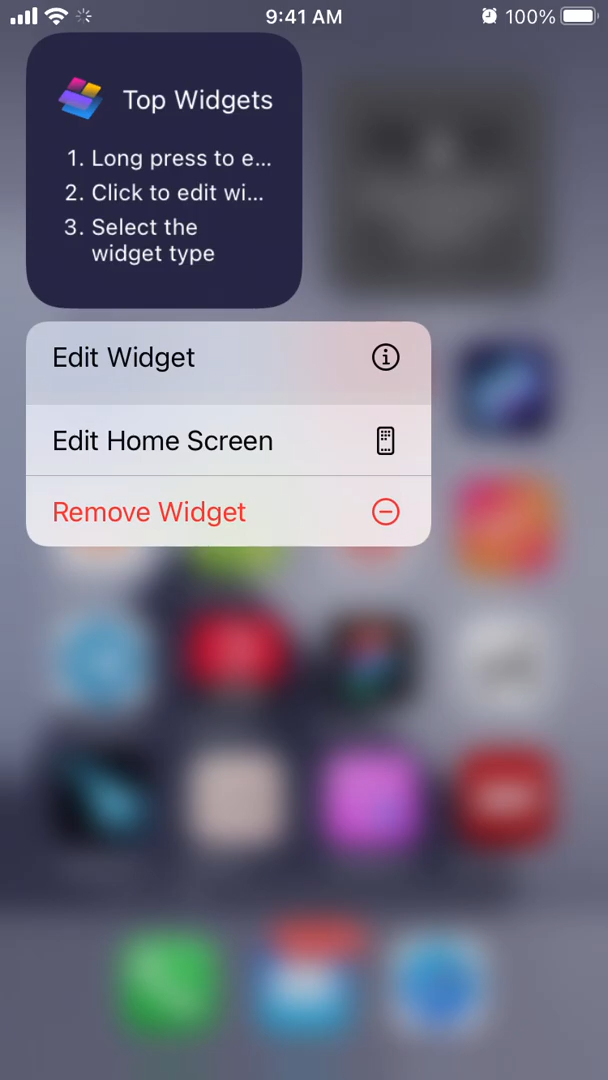 9:41 AM
100%
Top Widgets
1. Long press to e...
2. Click to edit wi...
3. Select the
widget type
Edit Widget
Edit Home Screen
Remove Widget